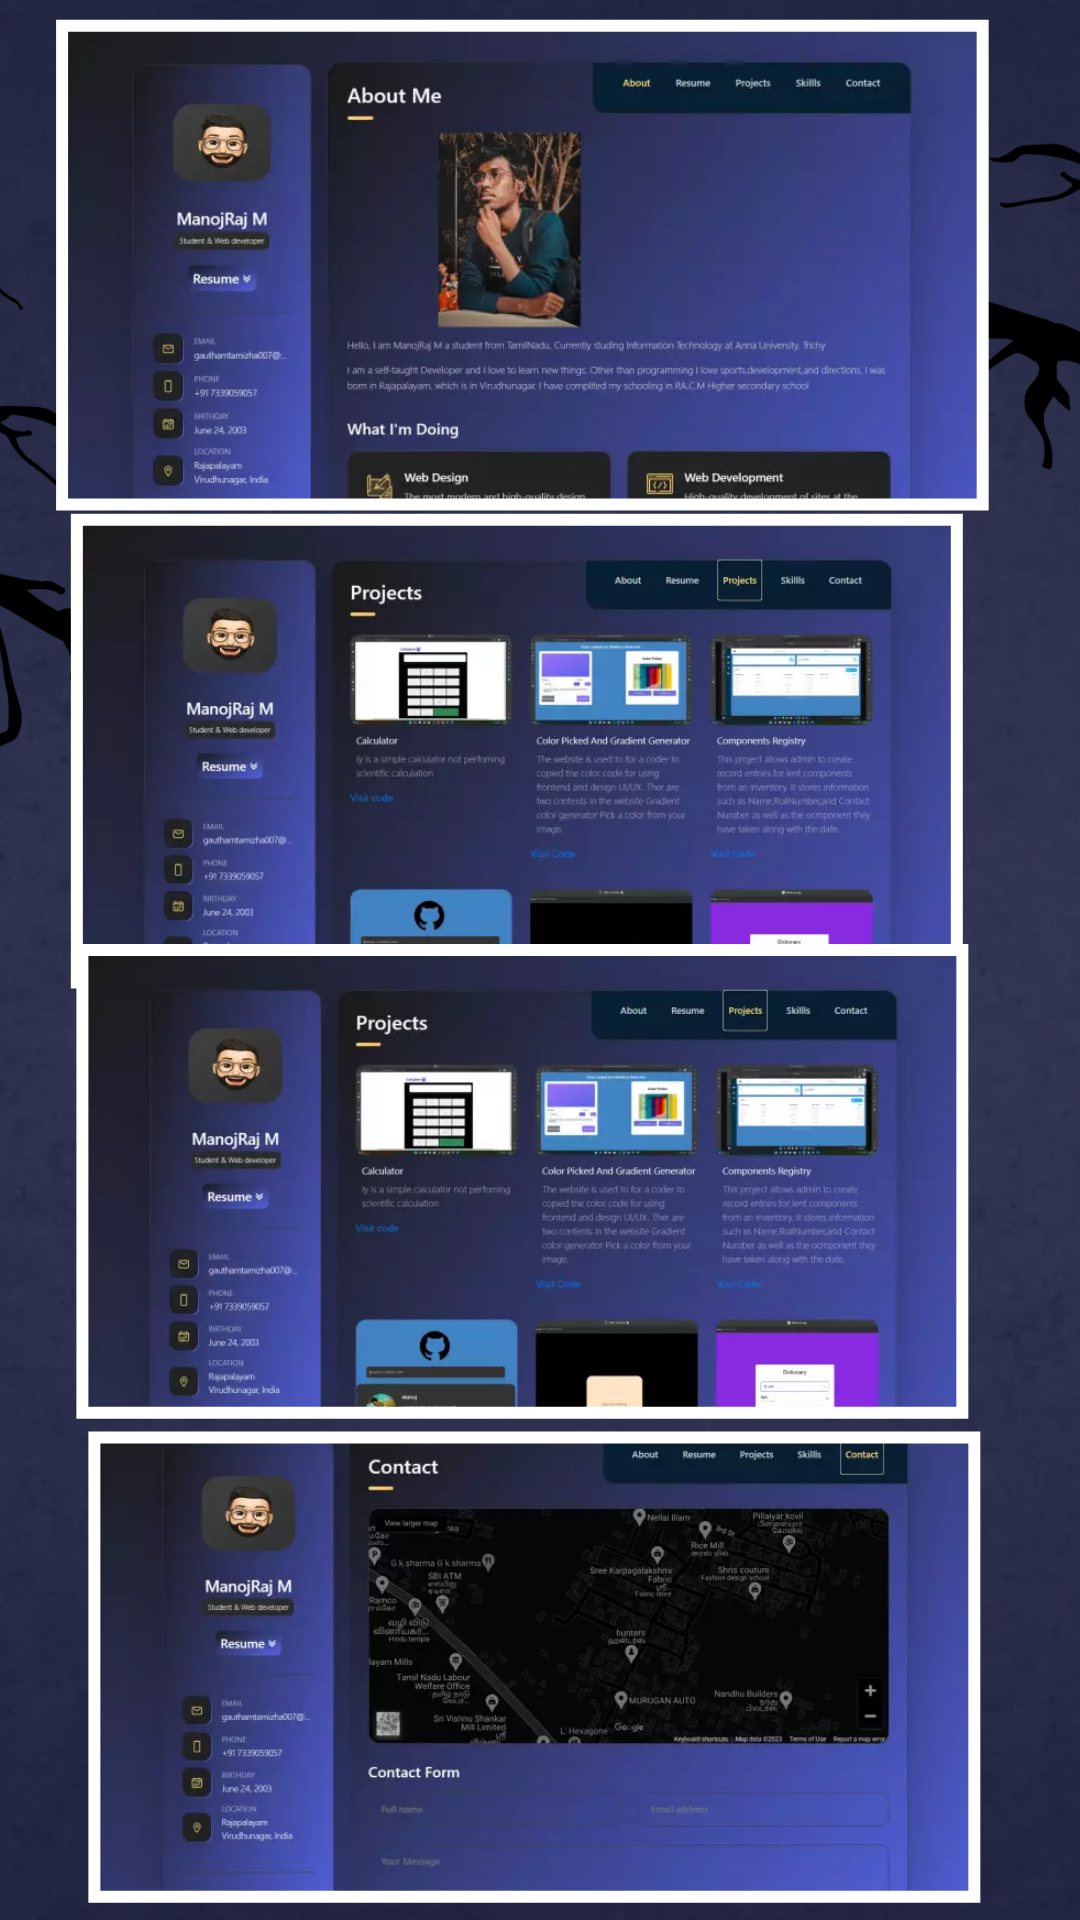 About
Resume
Projects
Skillls
Contact
About Me
ManojRaj M
Student & Web developer
Resume
EMAIL
gauthamtamizha007@...
PHONE
+91 7339059057
BIRTHDAY
June 24, 2003
LOCATION
Rajapalayam
Virudhunagar, India
Hello, I am ManojRaj M a student from TamilNadu, Currently studing Information Technology at Anna University, Trichy
I am a self-taught Developer and I love to learn new things. Other than programming I love sports,development,and directions. I was
born in Rajapalayam, which is in Virudhunagar. I have complited my schooling in P.A.C.M Higher secondary school
What I'm Doing
Web Design
The most modern and high-quality design
Web Development
High-quality development of sites at the
About
Resume
Projects
Skillls
Contact
Projects
ManojRaj M
Student & Web developer
Resume
EMAIL
gauthamtamizha007@...
PHONE
+91 7339059057
BIRTHDAY
June 24, 2003
LOCATION
Calculator
iy is a simple calculator not perfoming
scientific calculation
Visit code
Color Picked And Gradient Generator
The website is used to for a coder to
copied the color code for using
frontend and design UI/UX. Ther are
two contents in the website Gradient
color generator Pick a color from your
image.
Visit Code
Components Registry
This project allows admin to create
record entries for lent components
from an inventory. It stores information
such as Name,RollNumber,and Contact
Number as well as the ocmponent they
have taken along with the date.
Visit Code
Dictionary
About
Resume
Projects
Skillls
Contact
Projects
ManojRaj M
Student & Web developer
Resume
EMAIL
gauthamtamizha007@...
PHONE
+91 7339059057
BIRTHDAY
June 24, 2003
LOCATION
Rajapalayam
Virudhunagar, India
Calculator
iy is a simple calculator not perfoming
scientific calculation
Visit code
Color Picked And Gradient Generator
The website is used to for a coder to
copied the color code for using
frontend and design UI/UX. Ther are
two contents in the website Gradient
color generator Pick a color from your
image.
Visit Code
Components Registry
This project allows admin to create
record entries for lent components
from an inventory. It stores information
such as Name,RollNumber,and Contact
Number as well as the ocmponent they
have taken along with the date.
Visit Code
Manoj
Dictionary
About
Resume
Projects
Skillls
Contact
Contact
ManojRaj M
Student & Web developer
Resume
EMAIL
gauthamtamizha007@...
PHONE
+91 7339059057
BIRTHDAY
June 24, 2003
LOCATION
Rajapalayam
Virudhunagar, India
View larger map
Nellai Illam
3rd St
Pillaiyar kovil
Rice Mill
G k sharma G k sharma
SBI ATM
Sree Karpagalakshmi
Fabric
Fabric store
Shris couture
Fashion design school
Ramco
Hindu temple
hunters
layam Mills
Tamil Nadu Labour
Welfare Office
MURUGAN AUTO
Nandhu Builders
Sri Vishnu Shankar
Mill Limited
L' Hexagone
Google
Keyboard shortcuts
Map data ©2023
Terms of Use
Report a map error
Contact Form
Full name
Email address
Your Message